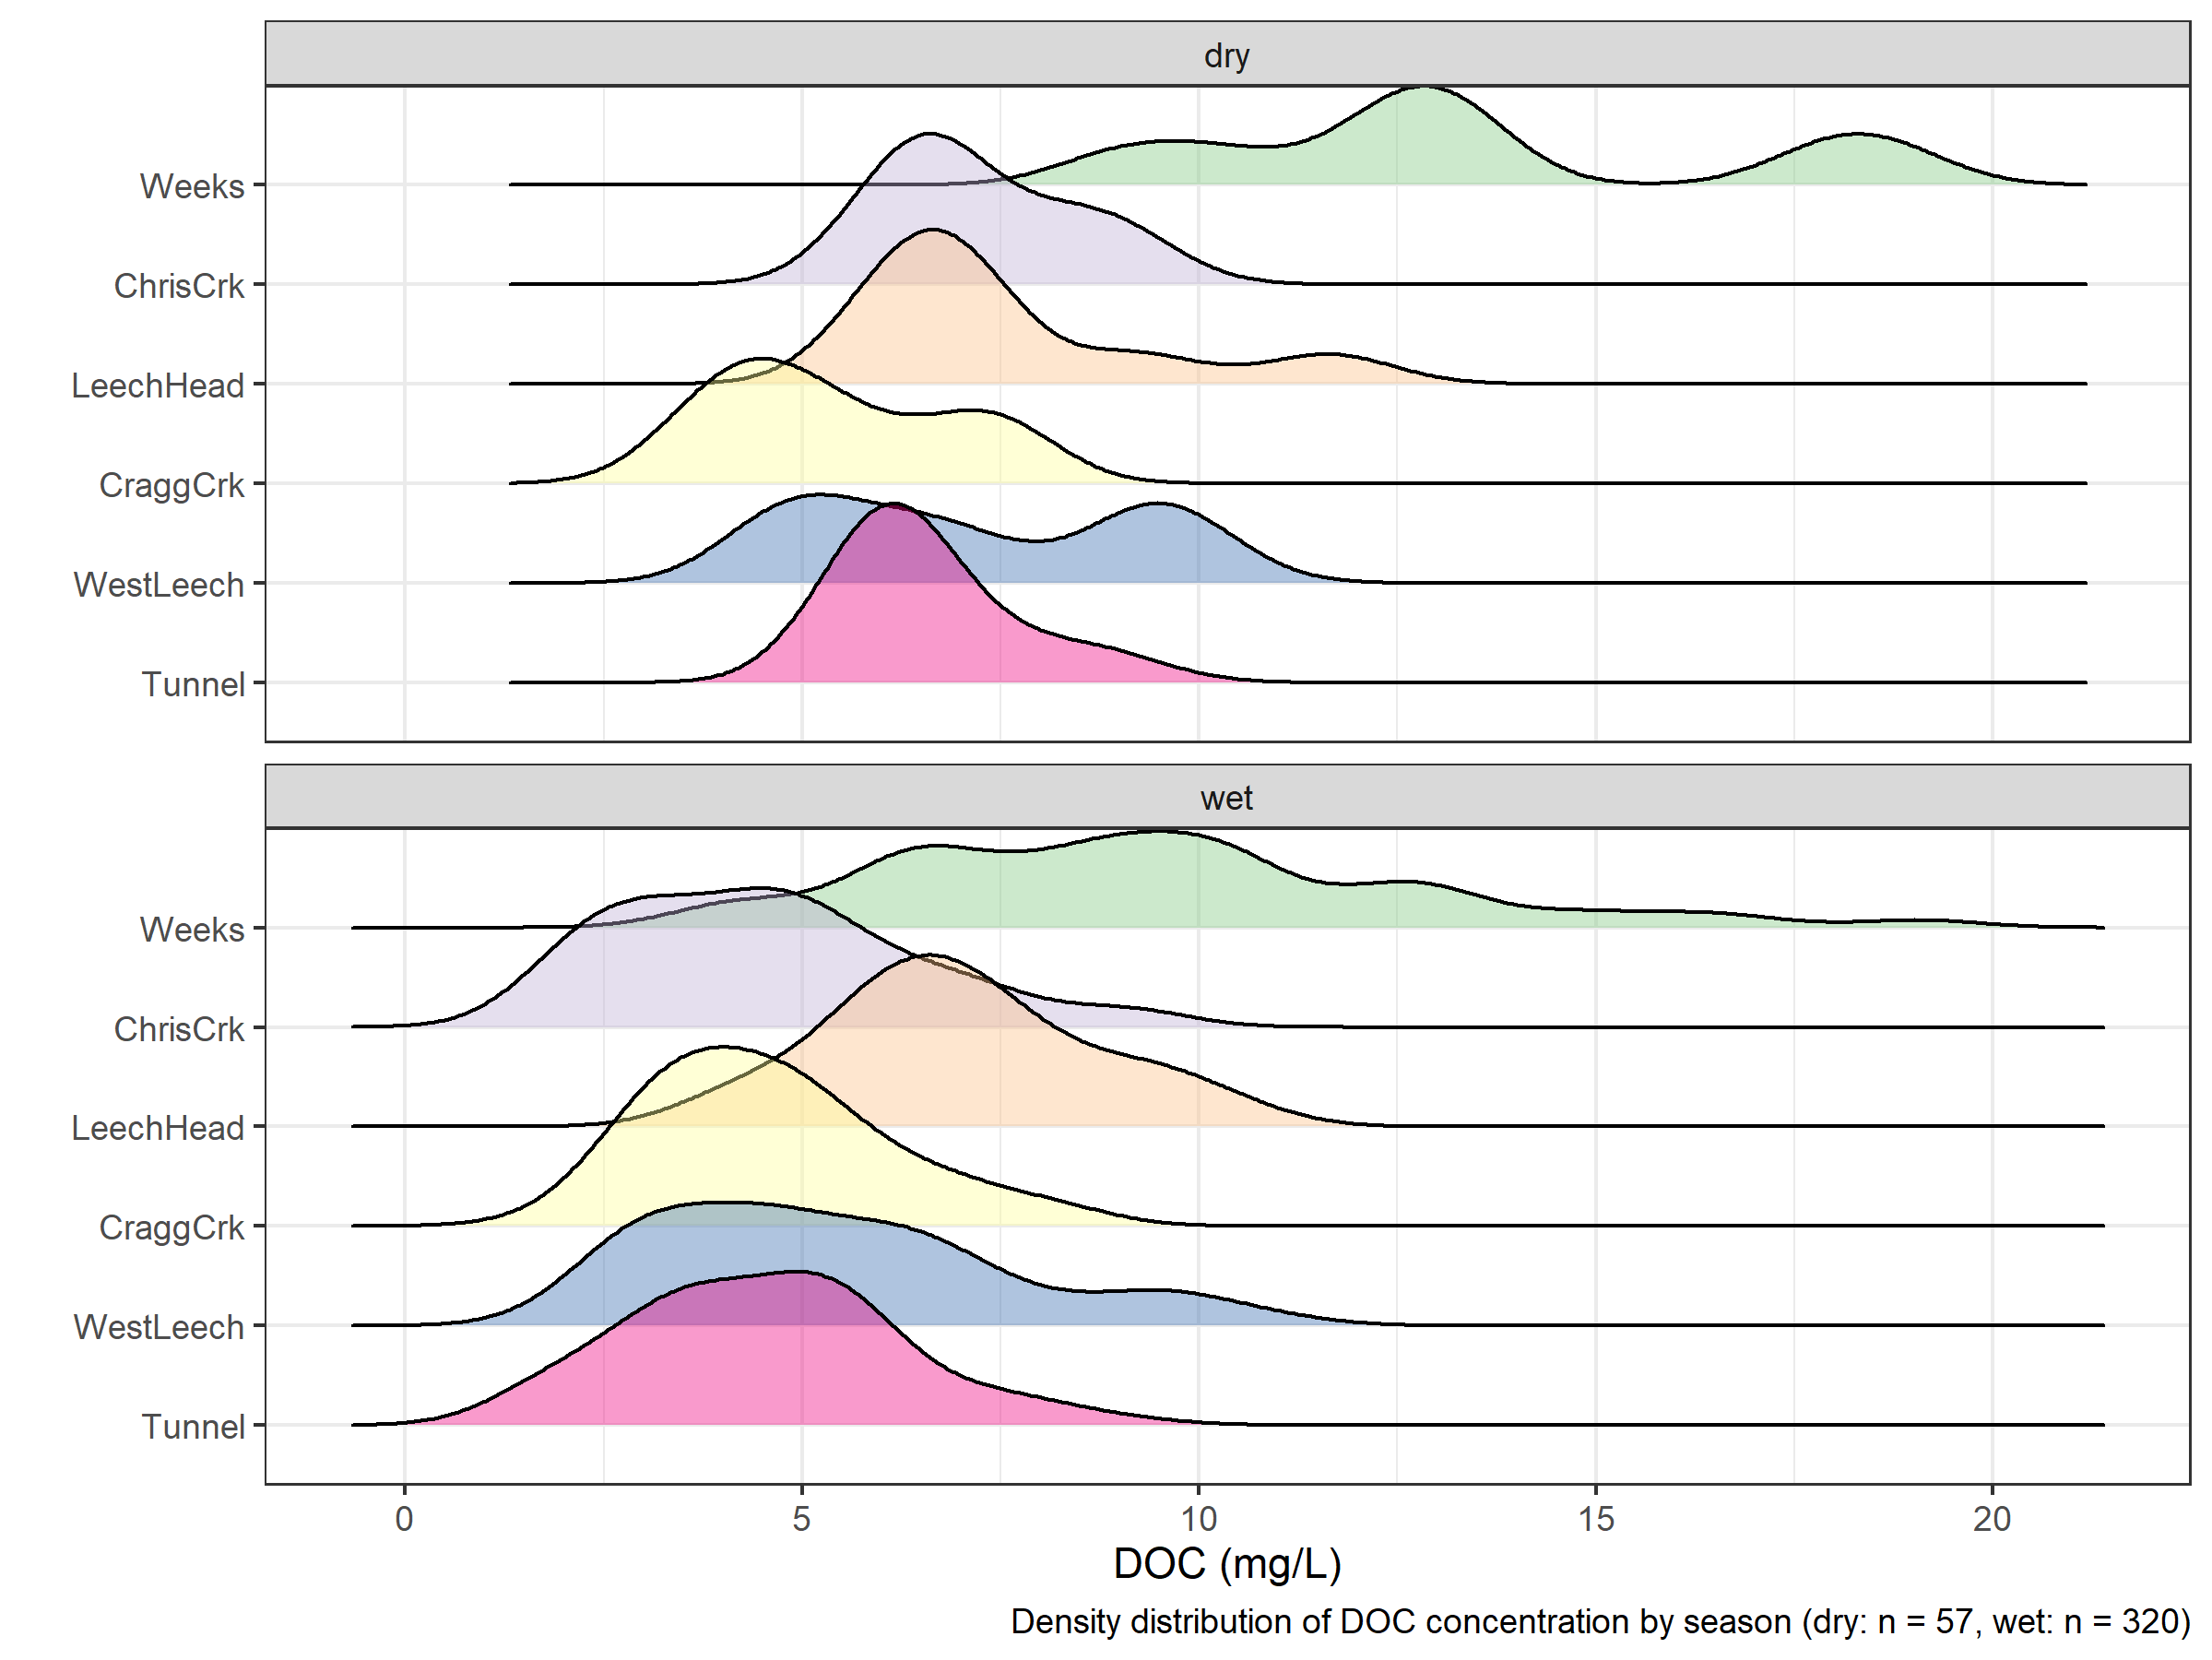 dry
Weeks
ChrisCrk
LeechHead
CraggCrk
WestLeech
Tunnel
wet
Weeks
ChrisCrk
LeechHead
CraggCrk
WestLeech
Tunnel
0 5 10 15 20
DOC (mg/L)
Density distribution of DOC concentration by season (dry: n = 57, wet: n = 320)